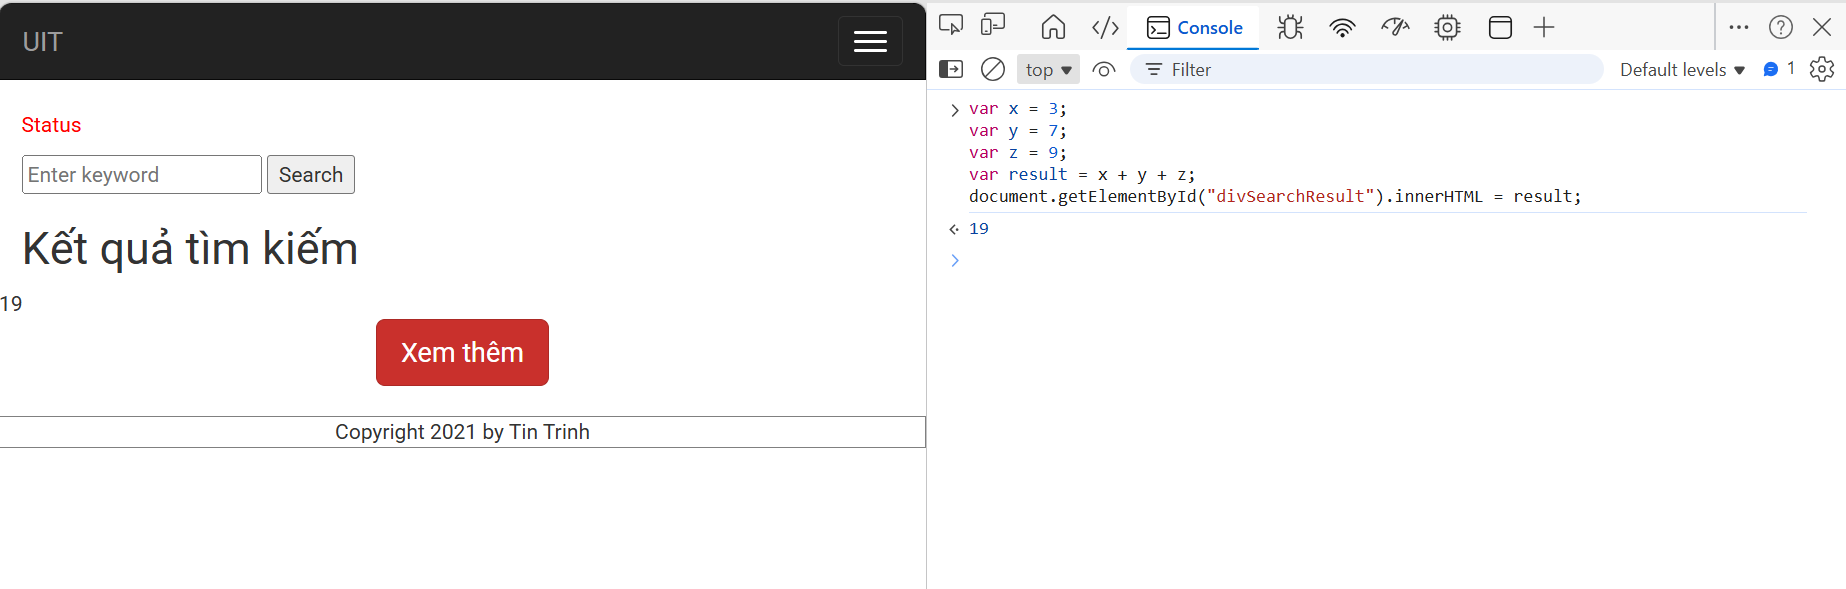 UIT
Status
Enter keyword
Search
Kết quả tìm kiếm
19
Xem thêm
Copyright 2021 by Tin Trinh
Console
top
Filter
Default levels
1
var x = 3;
var y = 7;
var z = 9;
var result = x + y + z;
document.getElementById("divSearchResult").innerHTML = result;
19